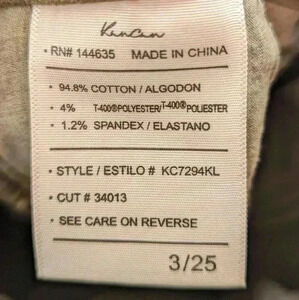 KanCan
• RN# 144635 MADE IN CHINA
• 94.8% COTTON / ALGODON
• 4% T-400®POLYESTER/T-400®POLIESTER
• 1.2% SPANDEX / ELASTANO
• STYLE / ESTILO # KC7294KL
• CUT # 34013
• SEE CARE ON REVERSE
3/25